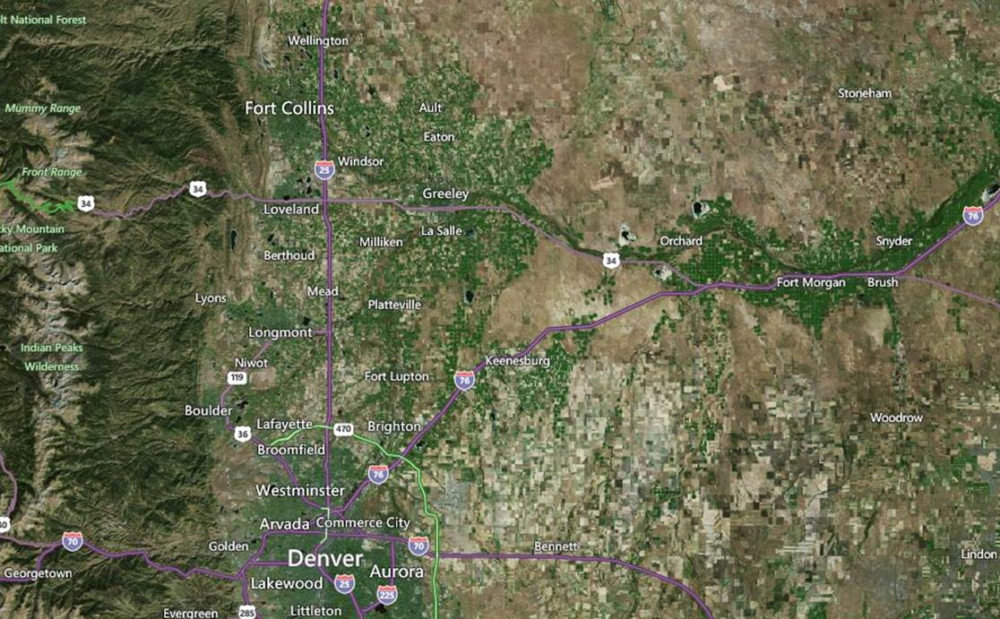 lt National Forest
Wellington
Stoneham
Mummy Range
Fort Collins
Ault
Eaton
Front Range
25
Windsor
34
34
Greeley
Loveland
76
cky Mountain
ational Park
La Salle
Milliken
Orchard
Snyder
Berthoud
34
Lyons
Mead
Platteville
Fort Morgan
Brush
Longmont
Indian Peaks
Wilderness
Niwot
Keenesburg
119
Fort Lupton
76
Boulder
Lafayette
470
Brighton
Woodrow
36
Broomfield
76
Westminster
Arvada
Commerce City
40
70
Golden
70
Bennett
Georgetown
Denver
Aurora
Lindon
Lakewood
25
225
Evergreen
285
Littleton